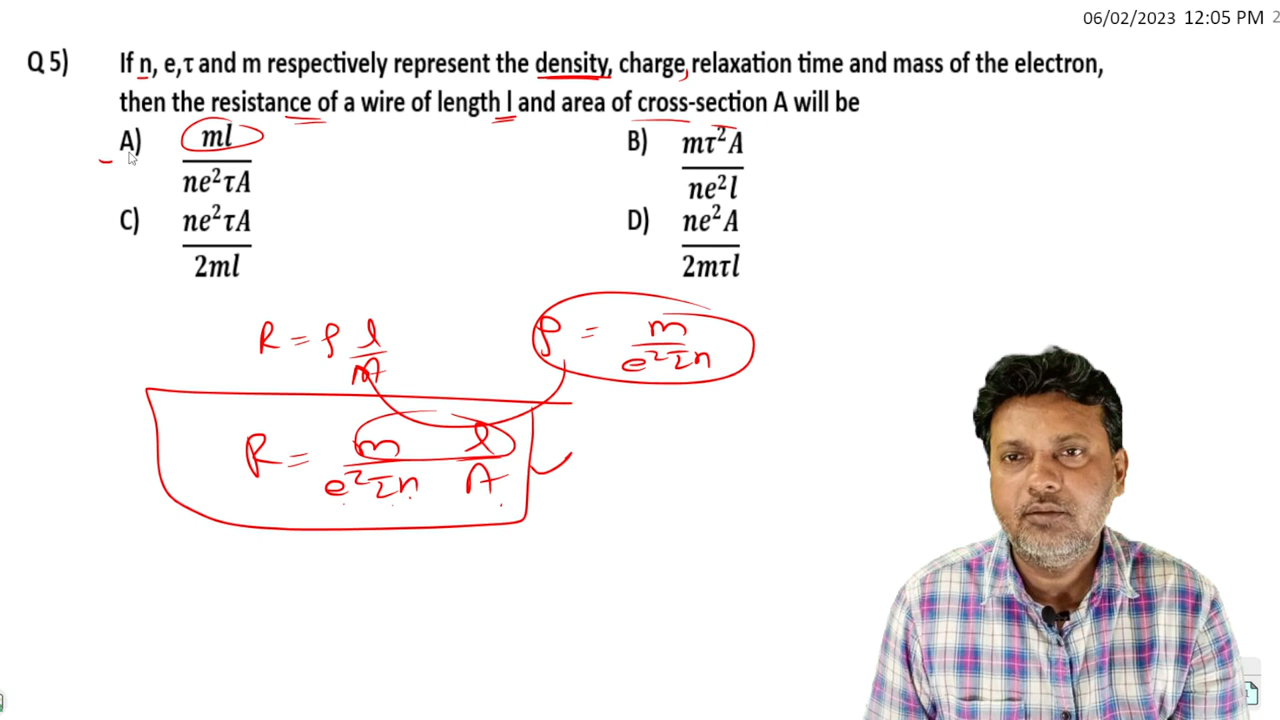 06/02/2023 12:05 PM 2
Q 5) If n, e,τ and m respectively represent the density, charge, relaxation time and mass of the electron,
then the resistance of a wire of length l and area of cross-section A will be
A) ml / ne²τA
B) mτ²A / ne²l
C) ne²τA / 2ml
D) ne²A / 2mτl
R = ρ l / A
ρ = m / e²τn
R = m l / e²τn A